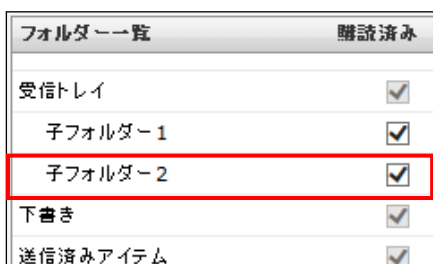 フォルダー一覧 購読済み
受信トレイ
子フォルダー1
子フォルダー2
下書き
送信済みアイテム